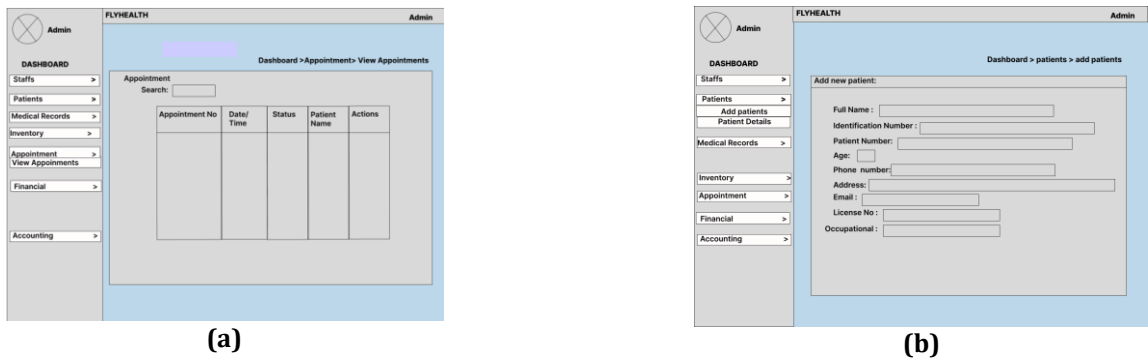 FLYHEALTH
Admin
Admin
Dashboard >Appointment> View Appointments
DASHBOARD
Staffs >
Patients >
Medical Records >
Inventory >
Appointment >
View Appoinments
Financial >
Accounting >
Appointment
Search:
Appointment No Date/ Status Patient Actions
Time Name
(a)
FLYHEALTH
Admin
Admin
Dashboard > patients > add patients
DASHBOARD
Staffs >
Patients >
Add patients
Patient Details
Medical Records >
Inventory >
Appointment >
Financial >
Accounting >
Add new patient:
Full Name :
Identification Number :
Patient Number:
Age:
Phone number:
Address:
Email :
License No :
Occupational :
(b)